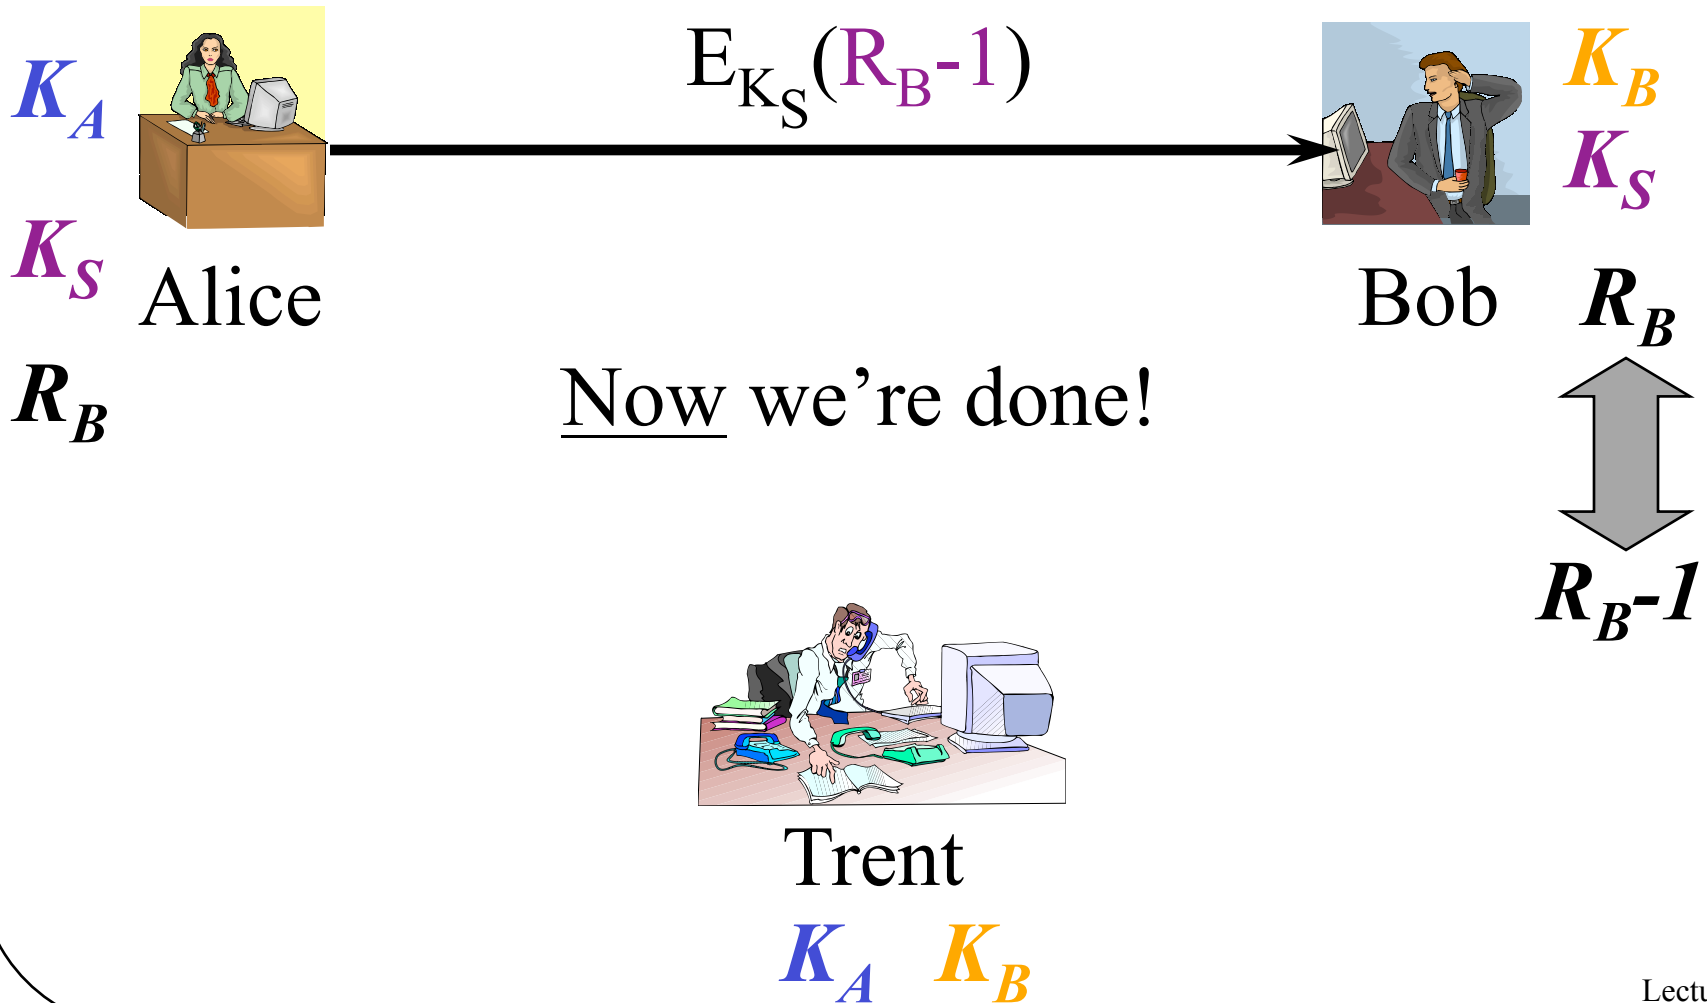 K_A
E_{K_S}(R_B-1)
K_B
K_S
K_S
Alice
Bob
R_B
R_B
Now we’re done!
R_B-1
Trent
K_A K_B